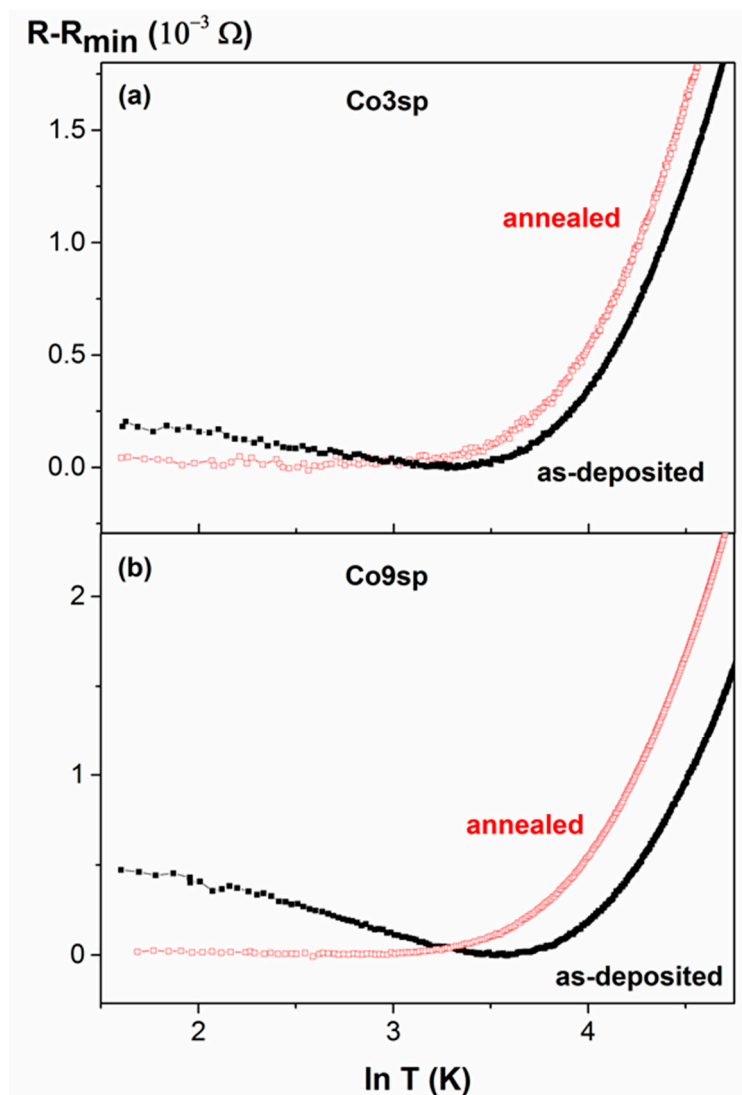 R-Rmin (10⁻³ Ω)
(a)
Co3sp
1.5
annealed
1.0
0.5
0.0
as-deposited
(b)
Co9sp
2
annealed
1
0
as-deposited
2
3
4
ln T (K)